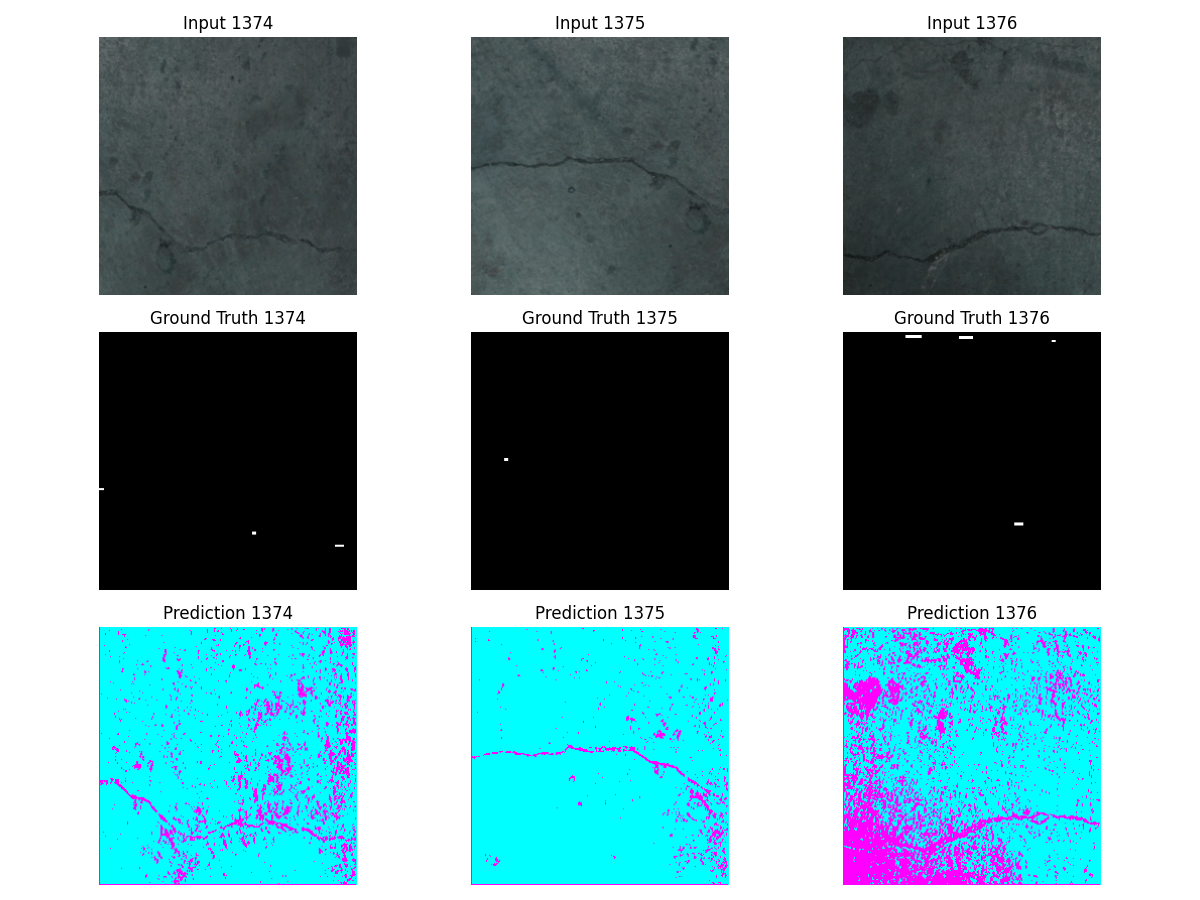 Input 1374
Input 1375
Input 1376
Ground Truth 1374
Ground Truth 1375
Ground Truth 1376
Prediction 1374
Prediction 1375
Prediction 1376